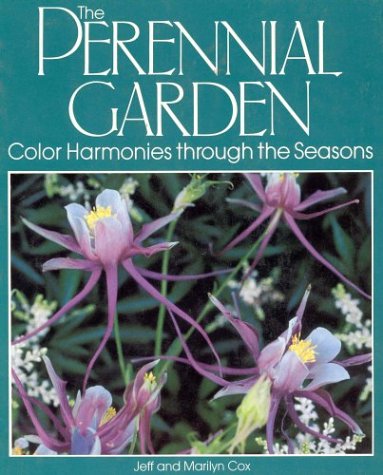 The
PERENNIAL
GARDEN
Color Harmonies through the Seasons
Jeff and Marilyn Cox